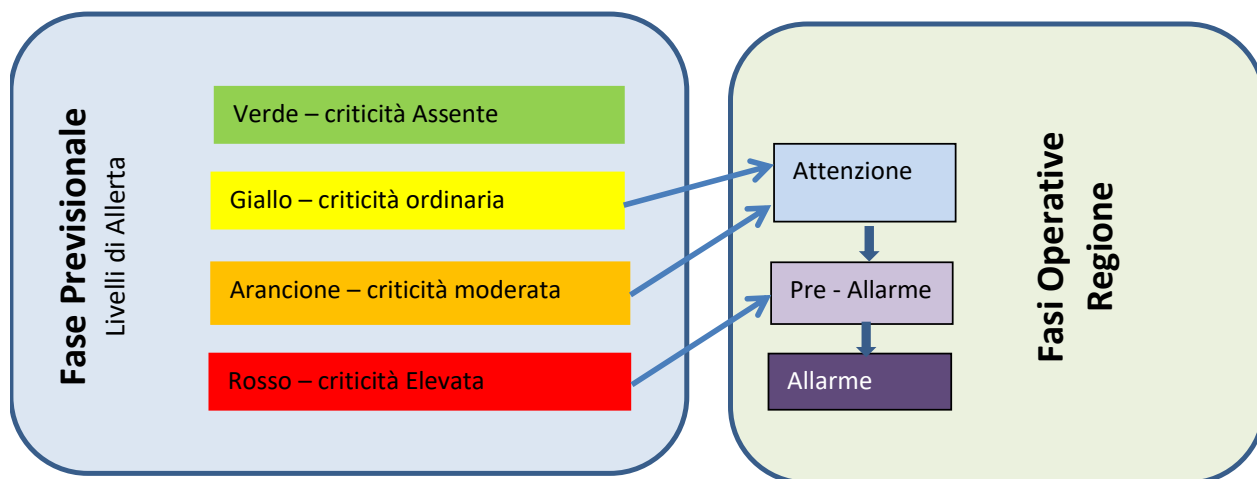 Fase Previsionale
Livelli di Allerta
Verde – criticità Assente
Giallo – criticità ordinaria
Arancione – criticità moderata
Rosso – criticità Elevata
Attenzione
Pre - Allarme
Allarme
Fasi Operative
Regione